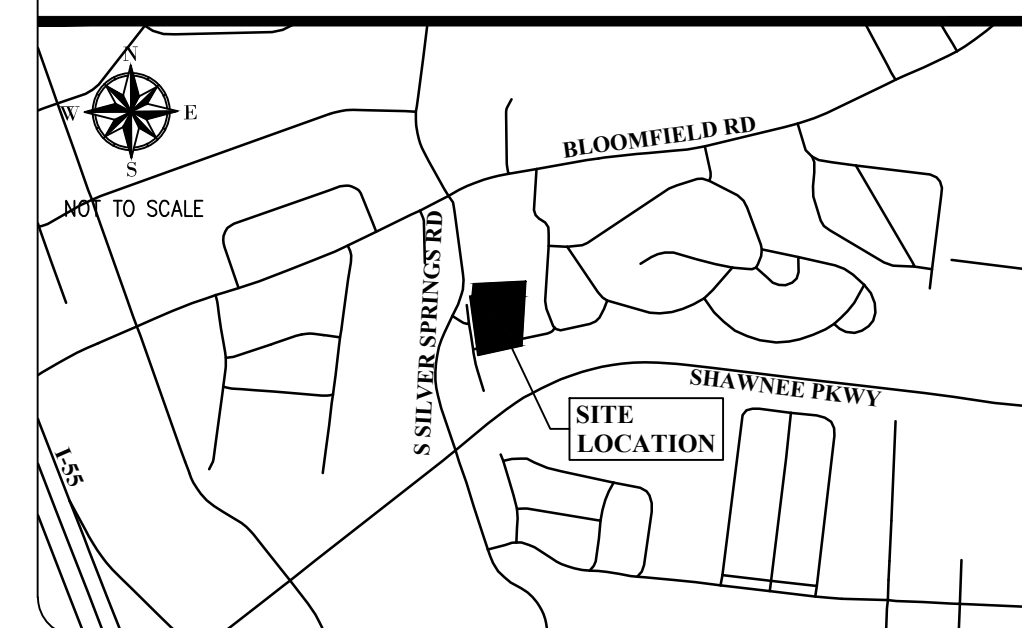 N
W
E
S
NOT TO SCALE
BLOOMFIELD RD
S SILVER SPRINGS RD
SHAWNEE PKWY
SITE
LOCATION
I-55